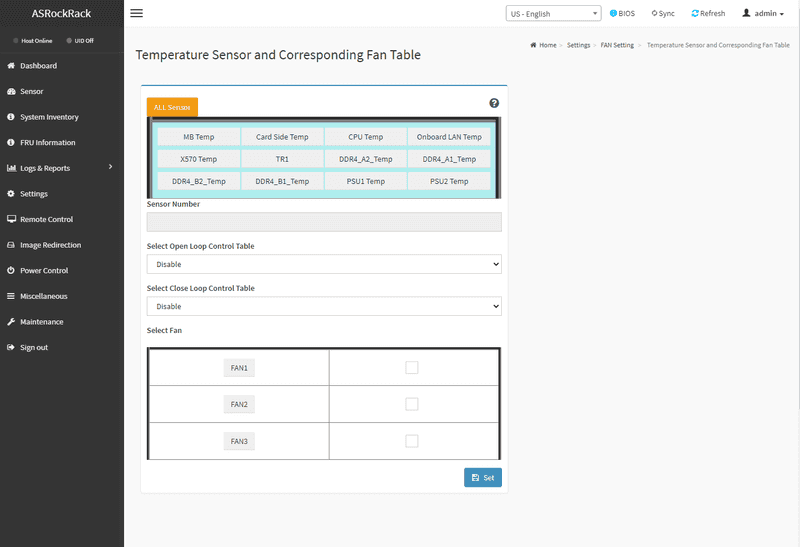 ASRockRack
US - English
BIOS
Sync
Refresh
admin
Host Online
UID Off
Dashboard
Sensor
System Inventory
FRU Information
Logs & Reports
Settings
Remote Control
Image Redirection
Power Control
Miscellaneous
Maintenance
Sign out
Temperature Sensor and Corresponding Fan Table
Home > Settings > FAN Setting > Temperature Sensor and Corresponding Fan Table
ALL Sensor
MB Temp Card Side Temp CPU Temp Onboard LAN Temp
X570 Temp TR1 DDR4_A2_Temp DDR4_A1_Temp
DDR4_B2_Temp DDR4_B1_Temp PSU1 Temp PSU2 Temp
Sensor Number
Select Open Loop Control Table
Disable
Select Close Loop Control Table
Disable
Select Fan
FAN1
FAN2
FAN3
Set